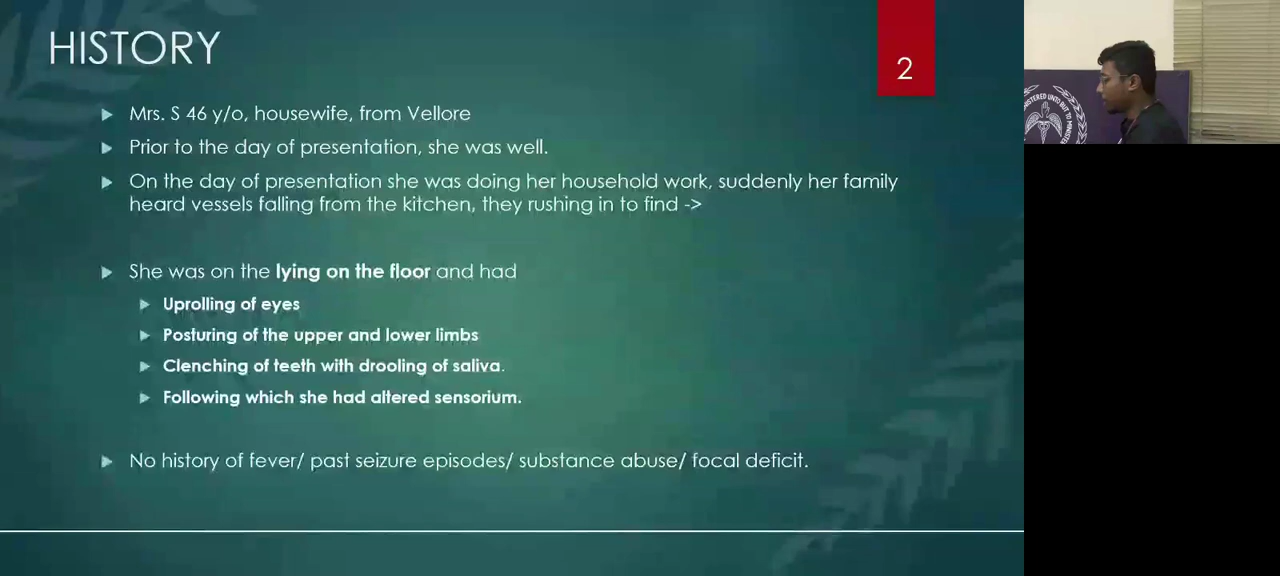 HISTORY
2
Mrs. S 46 y/o, housewife, from Vellore
Prior to the day of presentation, she was well.
On the day of presentation she was doing her household work, suddenly her family
heard vessels falling from the kitchen, they rushing in to find ->
She was on the lying on the floor and had
Uprolling of eyes
Posturing of the upper and lower limbs
Clenching of teeth with drooling of saliva.
Following which she had altered sensorium.
No history of fever/ past seizure episodes/ substance abuse/ focal deficit.